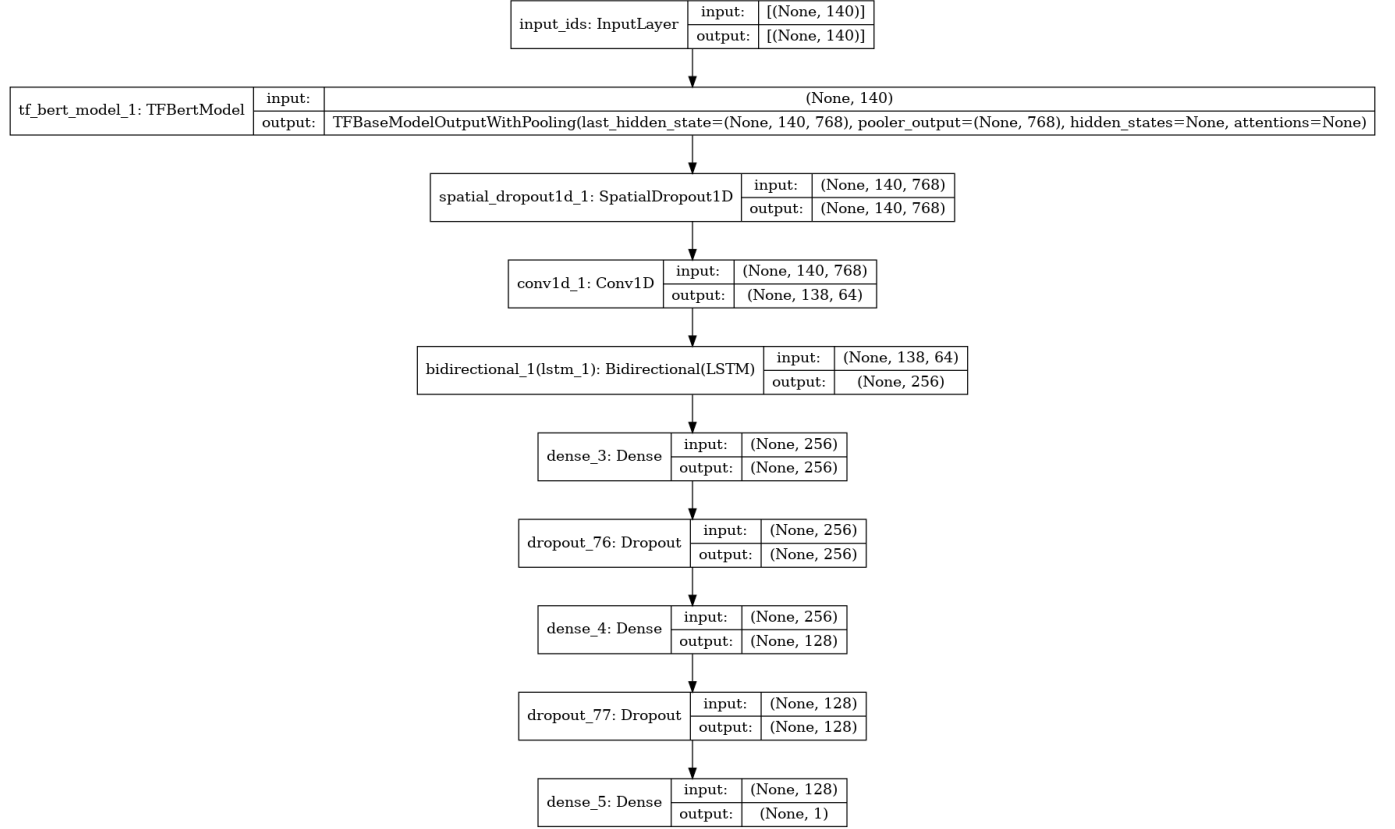 input_ids: InputLayer
input: [(None, 140)]
output: [(None, 140)]
tf_bert_model_1: TFBertModel
input: (None, 140)
output: TFBaseModelOutputWithPooling(last_hidden_state=(None, 140, 768), pooler_output=(None, 768), hidden_states=None, attentions=None)
spatial_dropout1d_1: SpatialDropout1D
input: (None, 140, 768)
output: (None, 140, 768)
conv1d_1: Conv1D
input: (None, 140, 768)
output: (None, 138, 64)
bidirectional_1(lstm_1): Bidirectional(LSTM)
input: (None, 138, 64)
output: (None, 256)
dense_3: Dense
input: (None, 256)
output: (None, 256)
dropout_76: Dropout
input: (None, 256)
output: (None, 256)
dense_4: Dense
input: (None, 256)
output: (None, 128)
dropout_77: Dropout
input: (None, 128)
output: (None, 128)
dense_5: Dense
input: (None, 128)
output: (None, 1)